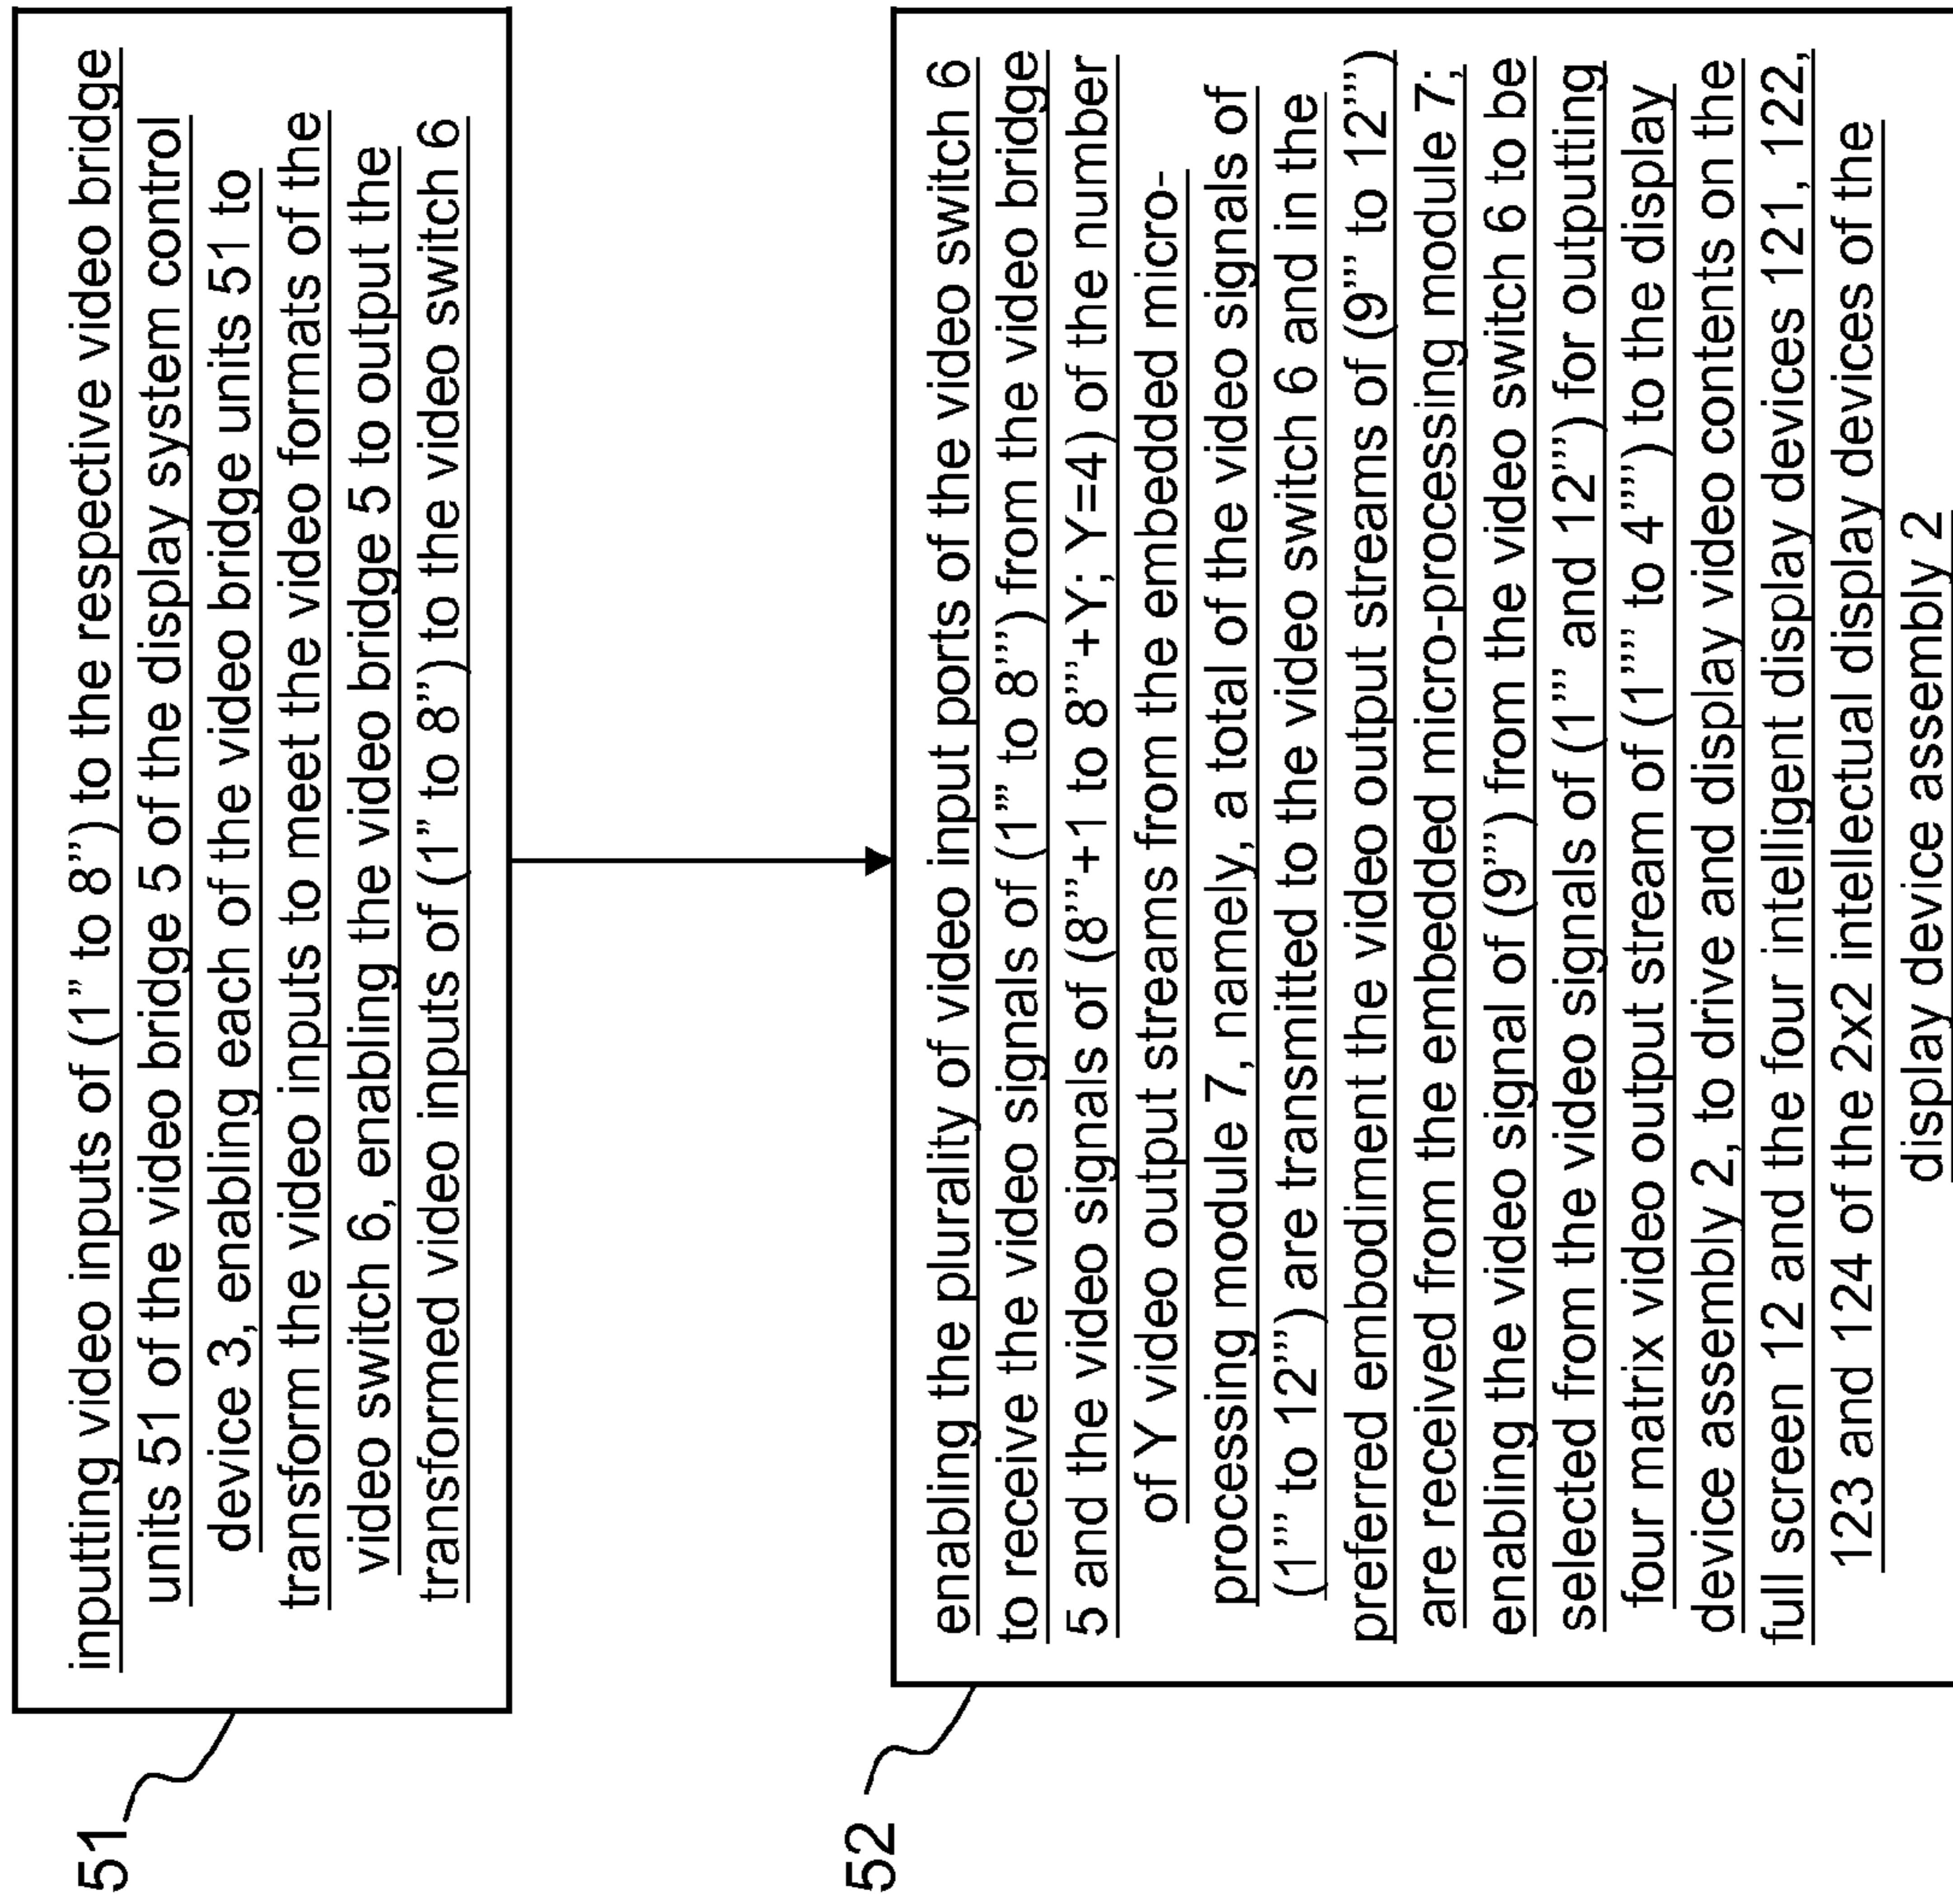 51
inputting video inputs of (1” to 8”) to the respective video bridge
units 51 of the video bridge 5 of the display system control
device 3, enabling each of the video bridge units 51 to
transform the video inputs to meet the video formats of the
video switch 6, enabling the video bridge 5 to output the
transformed video inputs of (1” to 8”) to the video switch 6
52
enabling the plurality of video input ports of the video switch 6
to receive the video signals of (1”’ to 8”’) from the video bridge
5 and the video signals of (8”’+1 to 8”’+Y; Y=4) of the number
of Y video output streams from the embedded micro-
processing module 7, namely, a total of the video signals of
(1”’ to 12”’) are transmitted to the video switch 6 and in the
preferred embodiment the video output streams of (9”’ to 12”’)
are received from the embedded micro-processing module 7;
enabling the video signal of (9”’) from the video switch 6 to be
selected from the video signals of (1”’ and 12”’) for outputting
four matrix video output stream of (1”” to 4””) to the display
device assembly 2, to drive and display video contents on the
full screen 12 and the four intelligent display devices 121, 122,
123 and 124 of the 2x2 intellectual display devices of the
display device assembly 2